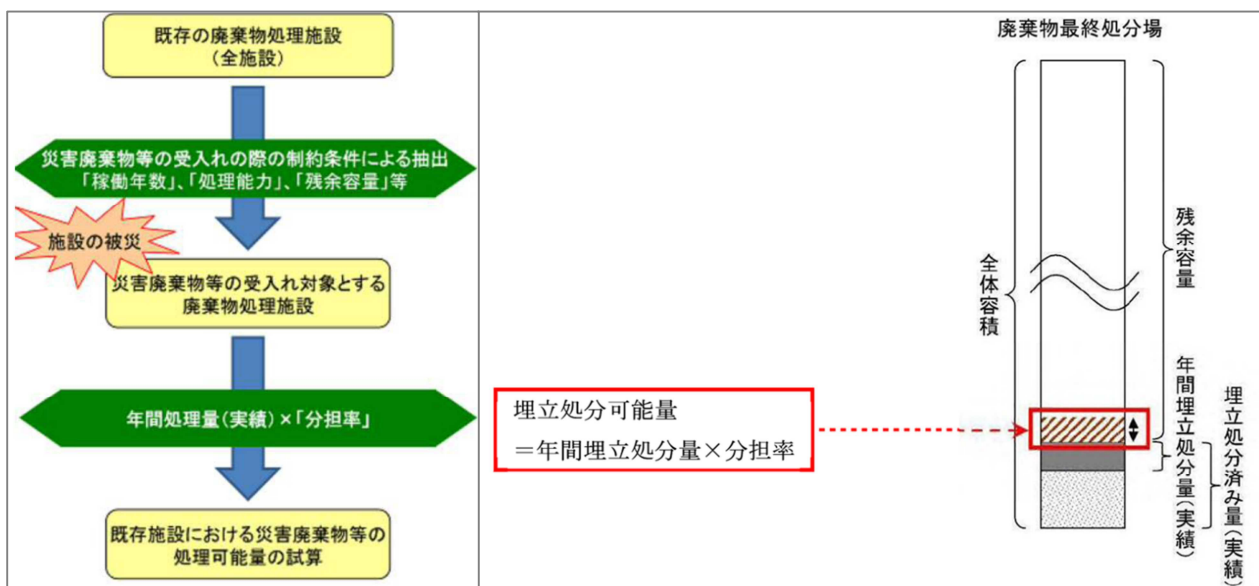 既存の廃棄物処理施設
(全施設)
災害廃棄物等の受入れの際の制約条件による抽出
「稼働年数」、「処理能力」、「残余容量」等
施設の被災
災害廃棄物等の受入れ対象とする
廃棄物処理施設
年間処理量(実績)×「分担率」
既存施設における災害廃棄物等の
処理可能量の試算
廃棄物最終処分場
全体容積
残余容量
埋立処分可能量
＝年間埋立処分量×分担率
年間埋立処分量(実績)
埋立処分済み量(実績)